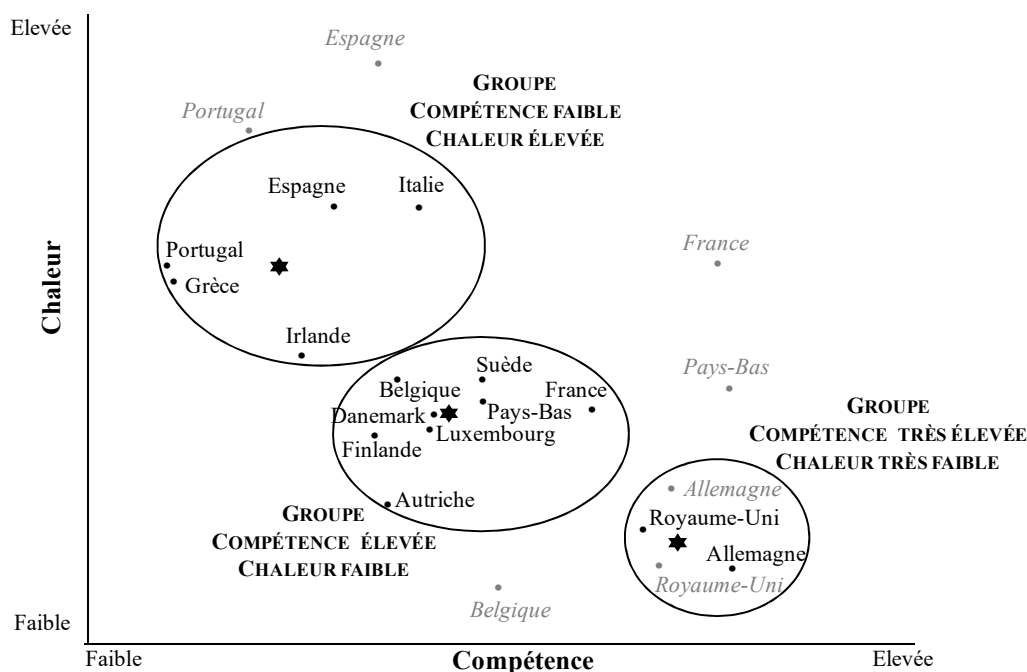 Elevée
Espagne
GROUPE
COMPÉTENCE FAIBLE
CHALEUR ÉLEVÉE
Portugal
Espagne
Italie
France
Portugal
Grèce
Chaleur
Irlande
Suède
Belgique
France
Pays-Bas
Danemark
Pays-Bas
Luxembourg
Finlande
GROUPE
COMPÉTENCE TRÈS ÉLEVÉE
CHALEUR TRÈS FAIBLE
Autriche
Allemagne
GROUPE
COMPÉTENCE ÉLEVÉE
CHALEUR FAIBLE
Royaume-Uni
Allemagne
Royaume-Uni
Belgique
Faible
Faible
Compétence
Elevée